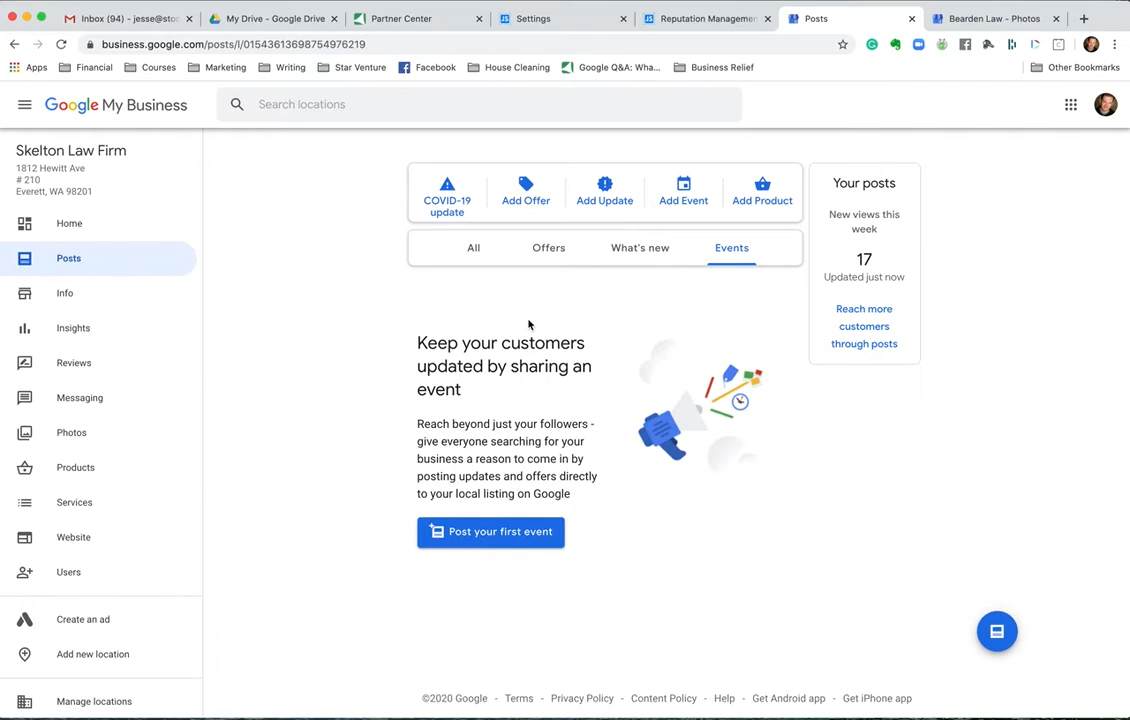 Inbox (94) - jesse@sto
My Drive - Google Drive
Partner Center
Settings
Reputation Managemen
Posts
Bearden Law - Photos
business.google.com/posts/l/01543613698754976219
Apps
Financial
Courses
Marketing
Writing
Star Venture
Facebook
House Cleaning
Google Q&A: Wha...
Business Relief
Other Bookmarks
Google My Business
Search locations
Skelton Law Firm
1812 Hewitt Ave
# 210
Everett, WA 98201
Home
Posts
Info
Insights
Reviews
Messaging
Photos
Products
Services
Website
Users
Create an ad
Add new location
Manage locations
COVID-19
update
Add Offer
Add Update
Add Event
Add Product
All
Offers
What's new
Events
Keep your customers
updated by sharing an
event
Reach beyond just your followers -
give everyone searching for your
business a reason to come in by
posting updates and offers directly
to your local listing on Google
Post your first event
Your posts
New views this
week
17
Updated just now
Reach more
customers
through posts
©2020 Google - Terms - Privacy Policy - Content Policy - Help - Get Android app - Get iPhone app